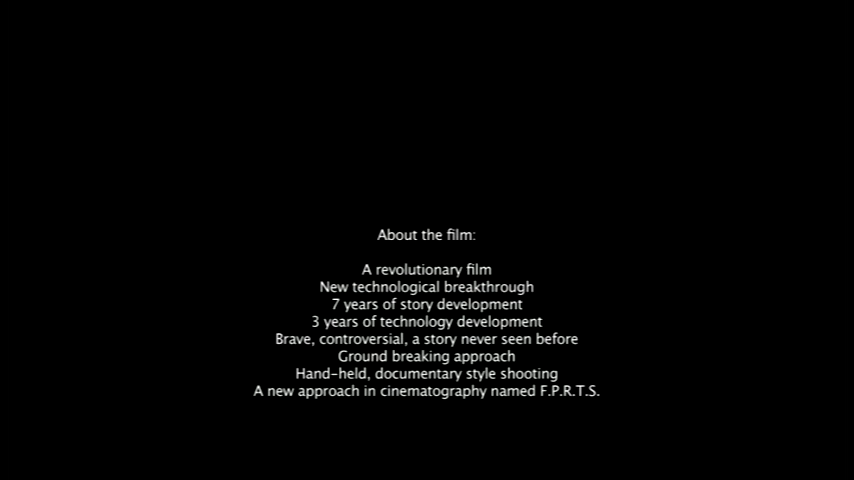 About the film:
A revolutionary film
New technological breakthrough
7 years of story development
3 years of technology development
Brave, controversial, a story never seen before
Ground breaking approach
Hand-held, documentary style shooting
A new approach in cinematography named F.P.R.T.S.